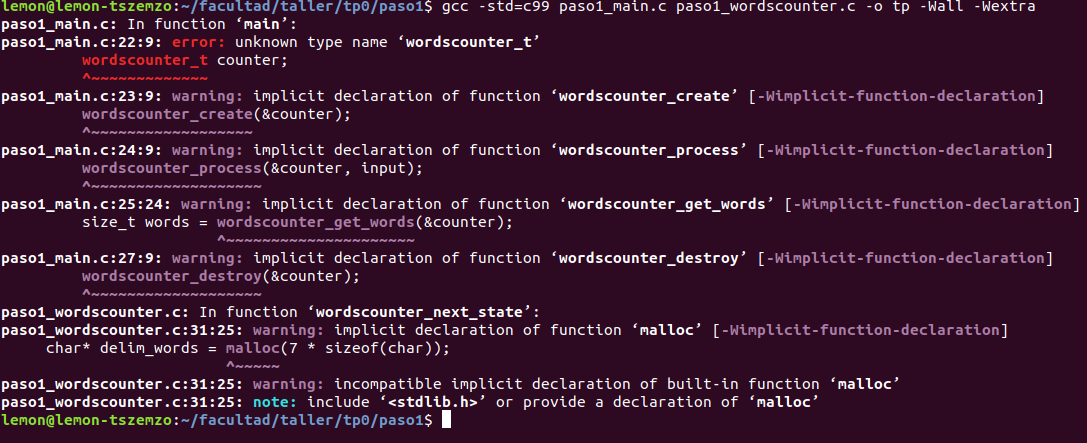 lemon@lemon-tszemzo:~/facultad/taller/tp0/paso1$ gcc -std=c99 paso1_main.c paso1_wordscounter.c -o tp -Wall -Wextra
paso1_main.c: In function ‘main’:
paso1_main.c:22:9: error: unknown type name ‘wordscounter_t’
         wordscounter_t counter;
         ^~~~~~~~~~~~~~
paso1_main.c:23:9: warning: implicit declaration of function ‘wordscounter_create’ [-Wimplicit-function-declaration]
         wordscounter_create(&counter);
         ^~~~~~~~~~~~~~~~~~~
paso1_main.c:24:9: warning: implicit declaration of function ‘wordscounter_process’ [-Wimplicit-function-declaration]
         wordscounter_process(&counter, input);
         ^~~~~~~~~~~~~~~~~~~~
paso1_main.c:25:24: warning: implicit declaration of function ‘wordscounter_get_words’ [-Wimplicit-function-declaration]
         size_t words = wordscounter_get_words(&counter);
                        ^~~~~~~~~~~~~~~~~~~~~~
paso1_main.c:27:9: warning: implicit declaration of function ‘wordscounter_destroy’ [-Wimplicit-function-declaration]
         wordscounter_destroy(&counter);
         ^~~~~~~~~~~~~~~~~~~~
paso1_wordscounter.c: In function ‘wordscounter_next_state’:
paso1_wordscounter.c:31:25: warning: implicit declaration of function ‘malloc’ [-Wimplicit-function-declaration]
     char* delim_words = malloc(7 * sizeof(char));
                         ^~~~~~
paso1_wordscounter.c:31:25: warning: incompatible implicit declaration of built-in function ‘malloc’
paso1_wordscounter.c:31:25: note: include ‘<stdlib.h>’ or provide a declaration of ‘malloc’
lemon@lemon-tszemzo:~/facultad/taller/tp0/paso1$